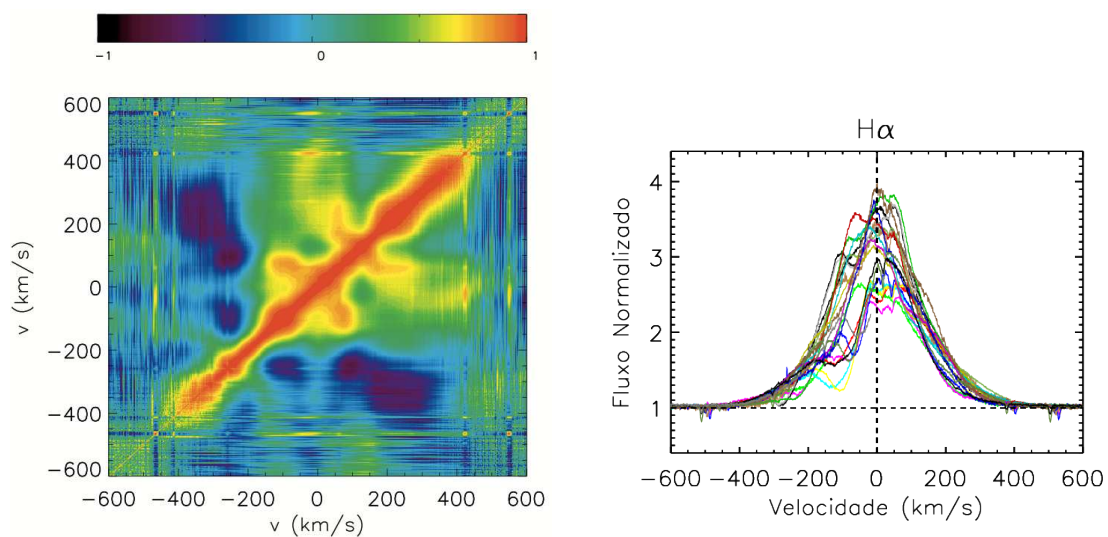 −1 0 1
600
400
200
0
−200
−400
−600
v (km/s)
−600 −400 −200 0 200 400 600
v (km/s)
Hα
4
3
2
1
Fluxo Normalizado
−600 −400 −200 0 200 400 600
Velocidade (km/s)